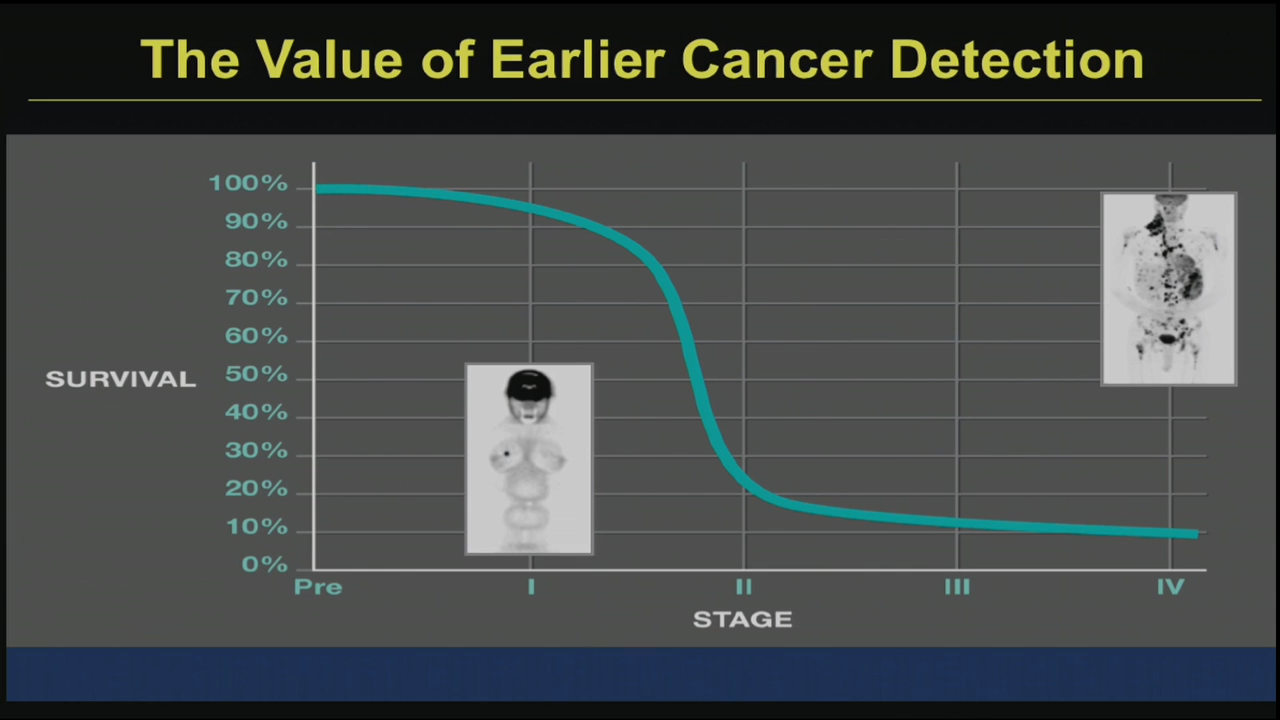 The Value of Earlier Cancer Detection
100%
90%
80%
70%
60%
50%
40%
30%
20%
10%
0%
SURVIVAL
Pre I II III IV
STAGE